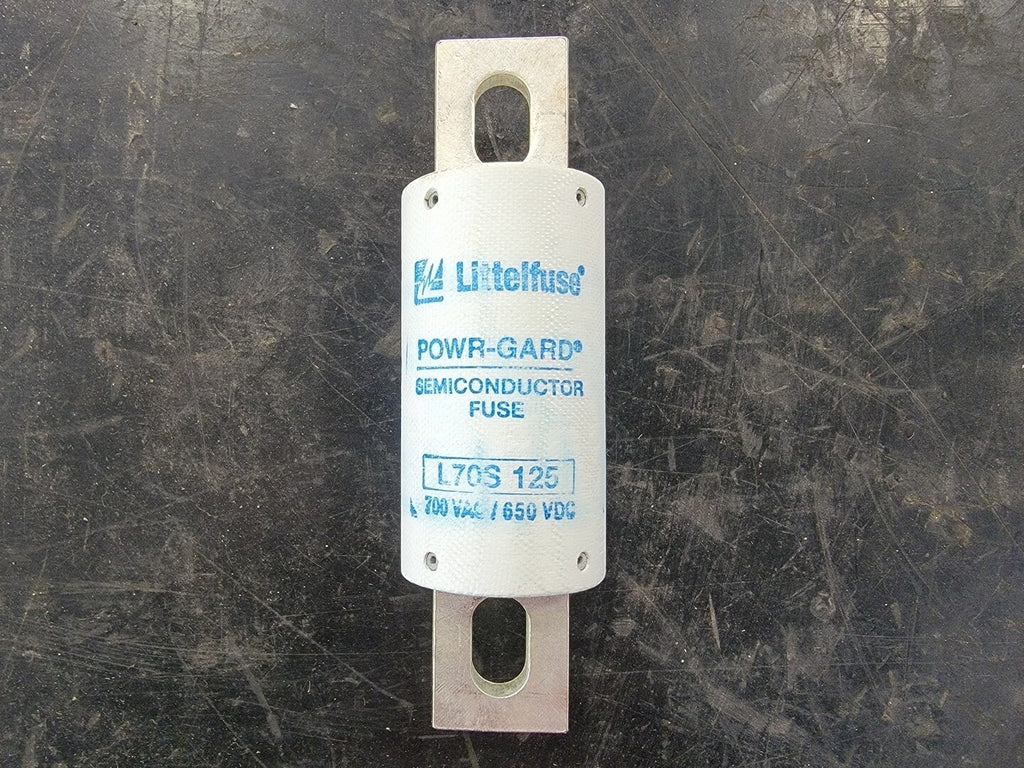 Littelfuse®
POWR-GARD®
SEMICONDUCTOR
FUSE
L70S 125
700 VAC / 650 VDC